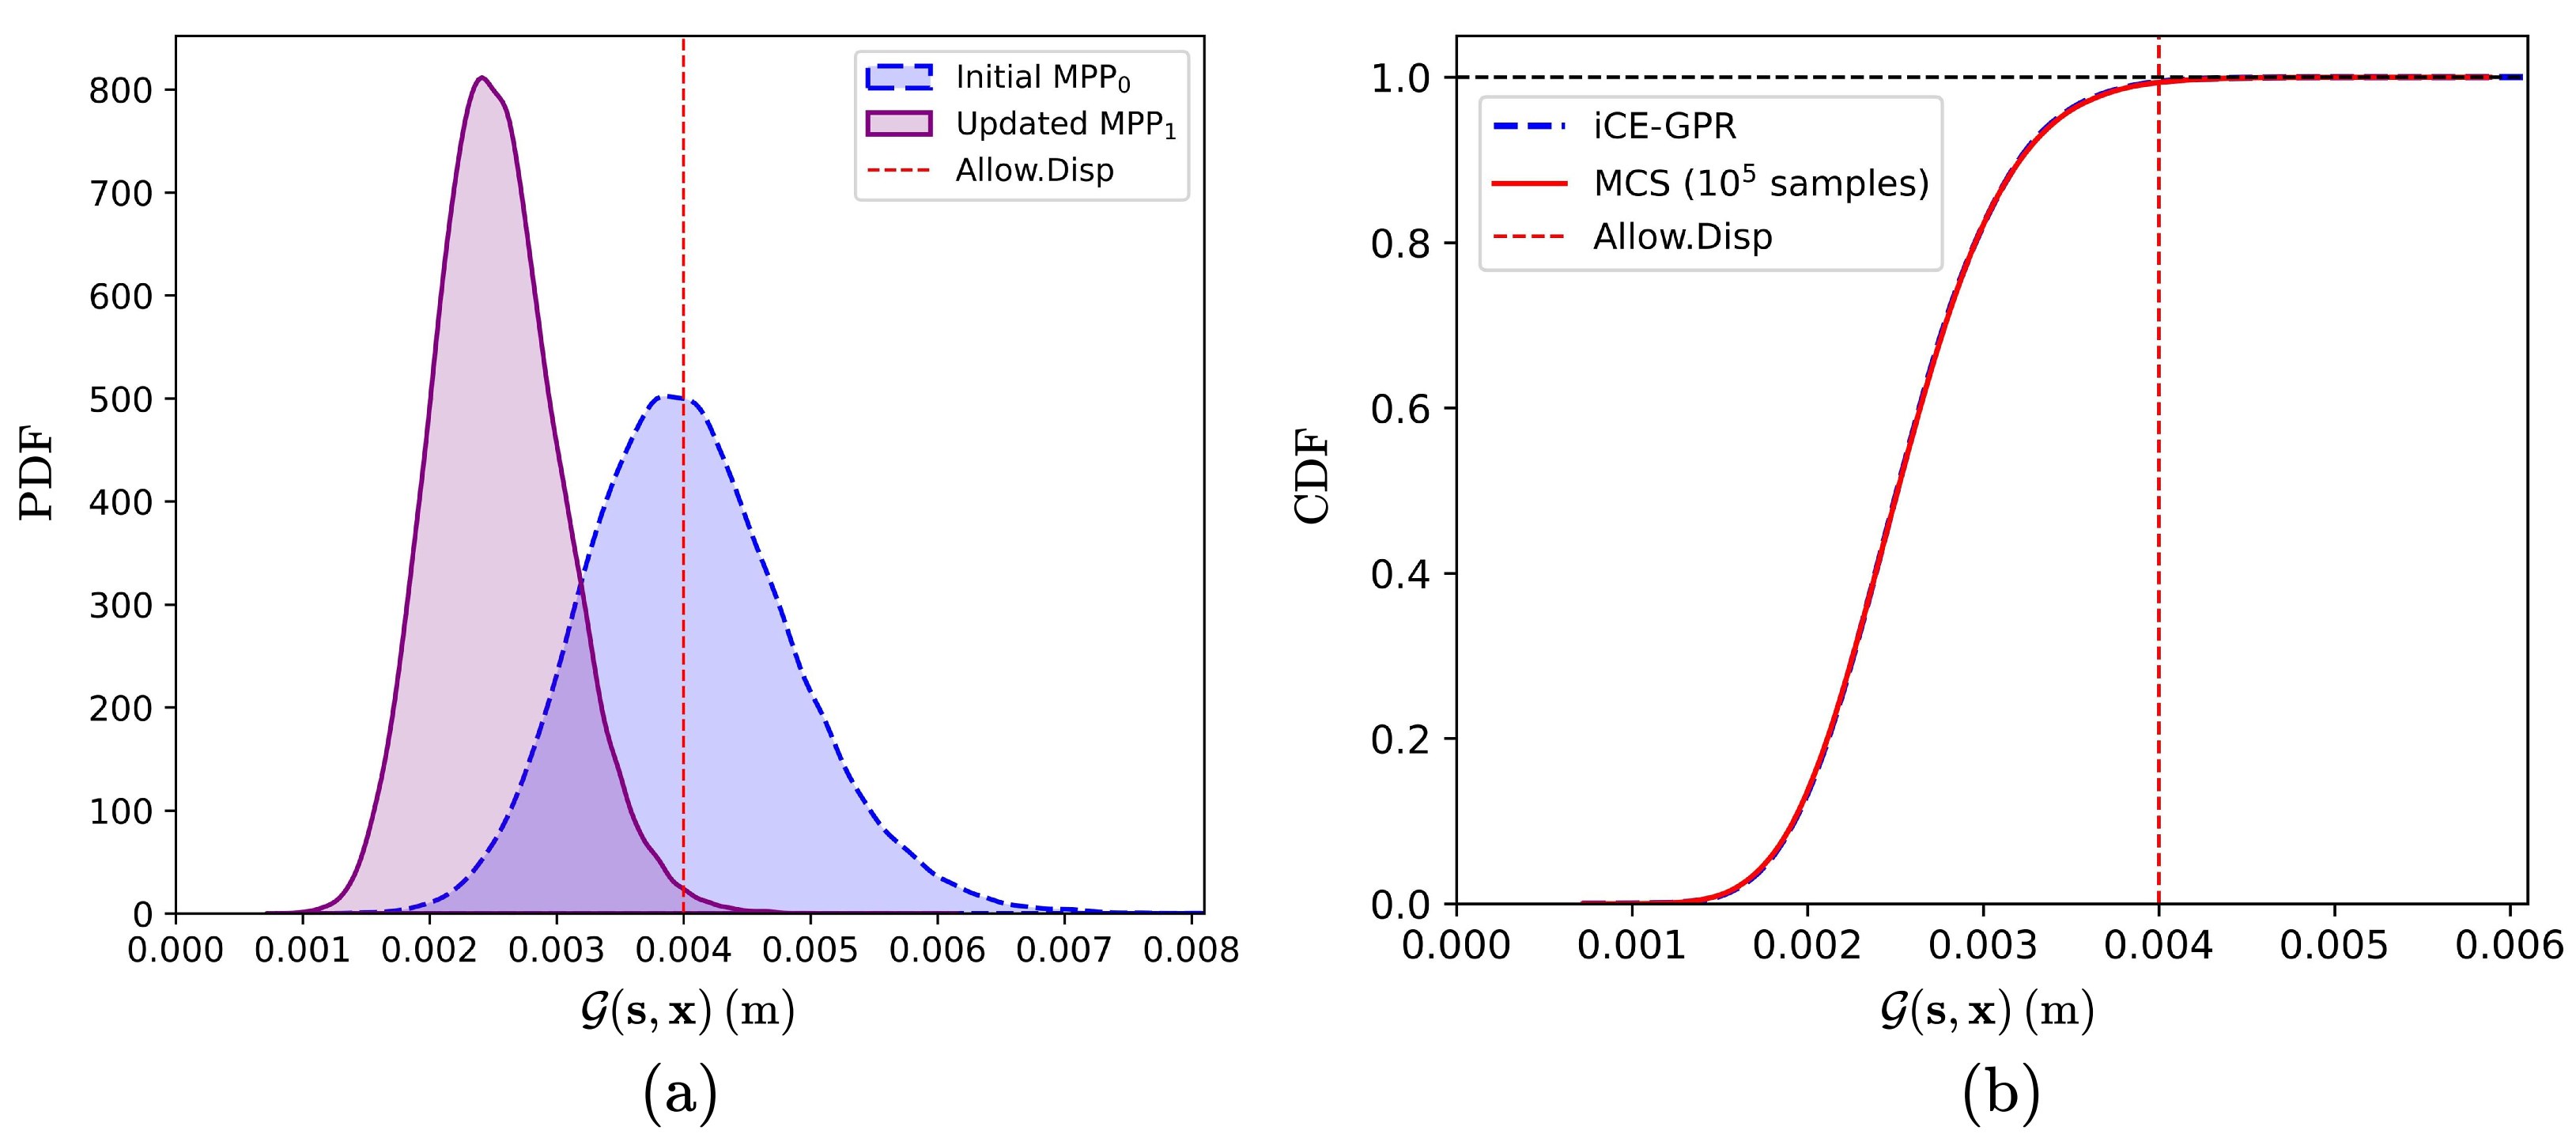 PDF
800
700
600
500
400
300
200
100
0
0.000 0.001 0.002 0.003 0.004 0.005 0.006 0.007 0.008
𝒢(s, x) (m)
Initial MPP₀
Updated MPP₁
Allow.Disp
(a)
CDF
1.0
0.8
0.6
0.4
0.2
0.0
0.000 0.001 0.002 0.003 0.004 0.005 0.006
𝒢(s, x) (m)
iCE-GPR
MCS (10⁵ samples)
Allow.Disp
(b)